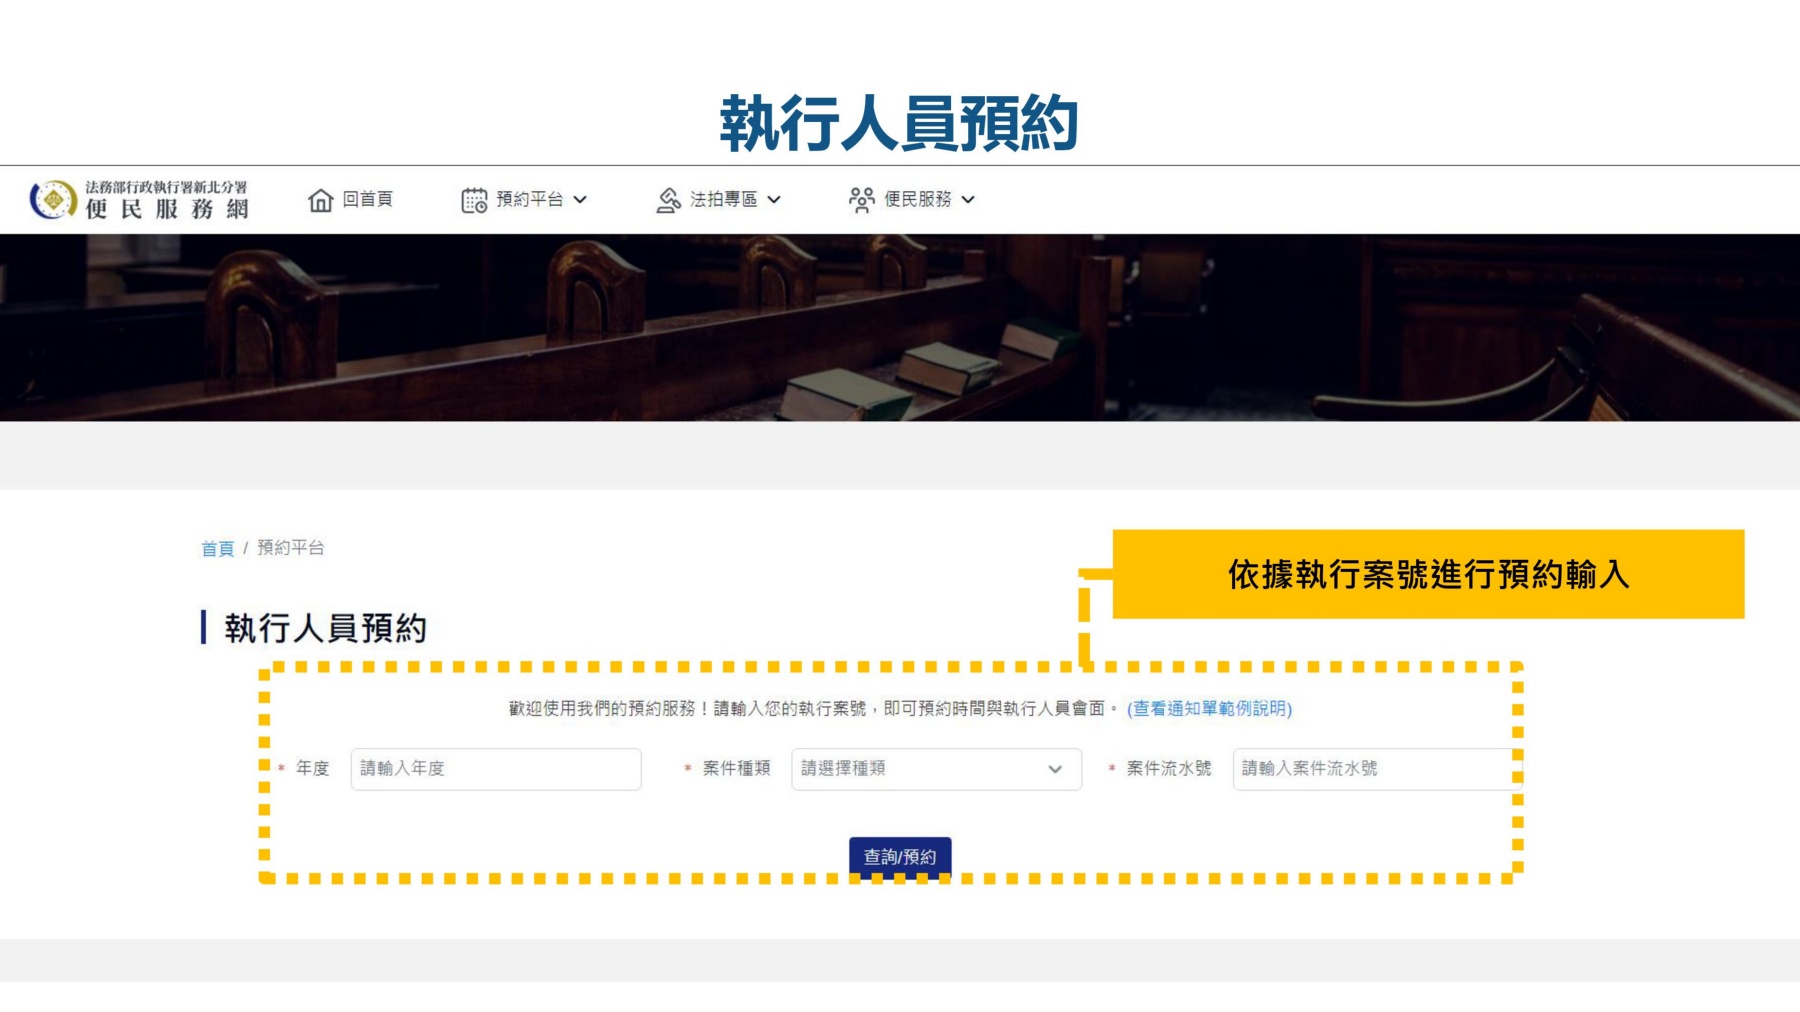 執行人員預約
法務部行政執行署新北分署
便民服務網
回首頁
預約平台
法拍專區
便民服務
首頁 / 預約平台
依據執行案號進行預約輸入
執行人員預約
歡迎使用我們的預約服務！請輸入您的執行案號，即可預約時間與執行人員會面。 (查看通知單範例說明)
* 年度 請輸入年度
* 案件種類 請選擇種類
* 案件流水號 請輸入案件流水號
查詢/預約